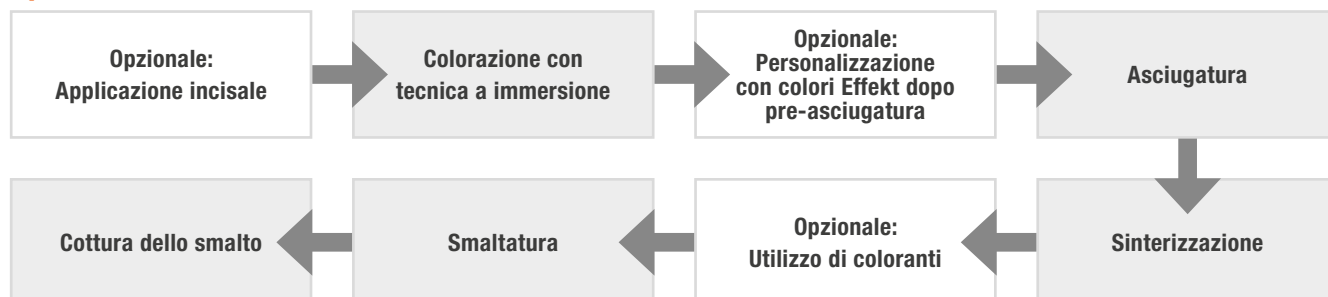 Opzionale:
Applicazione incisale
Colorazione con
tecnica a immersione
Opzionale:
Personalizzazione
con colori Effekt dopo
pre-asciugatura
Asciugatura
Sinterizzazione
Opzionale:
Utilizzo di coloranti
Smaltatura
Cottura dello smalto